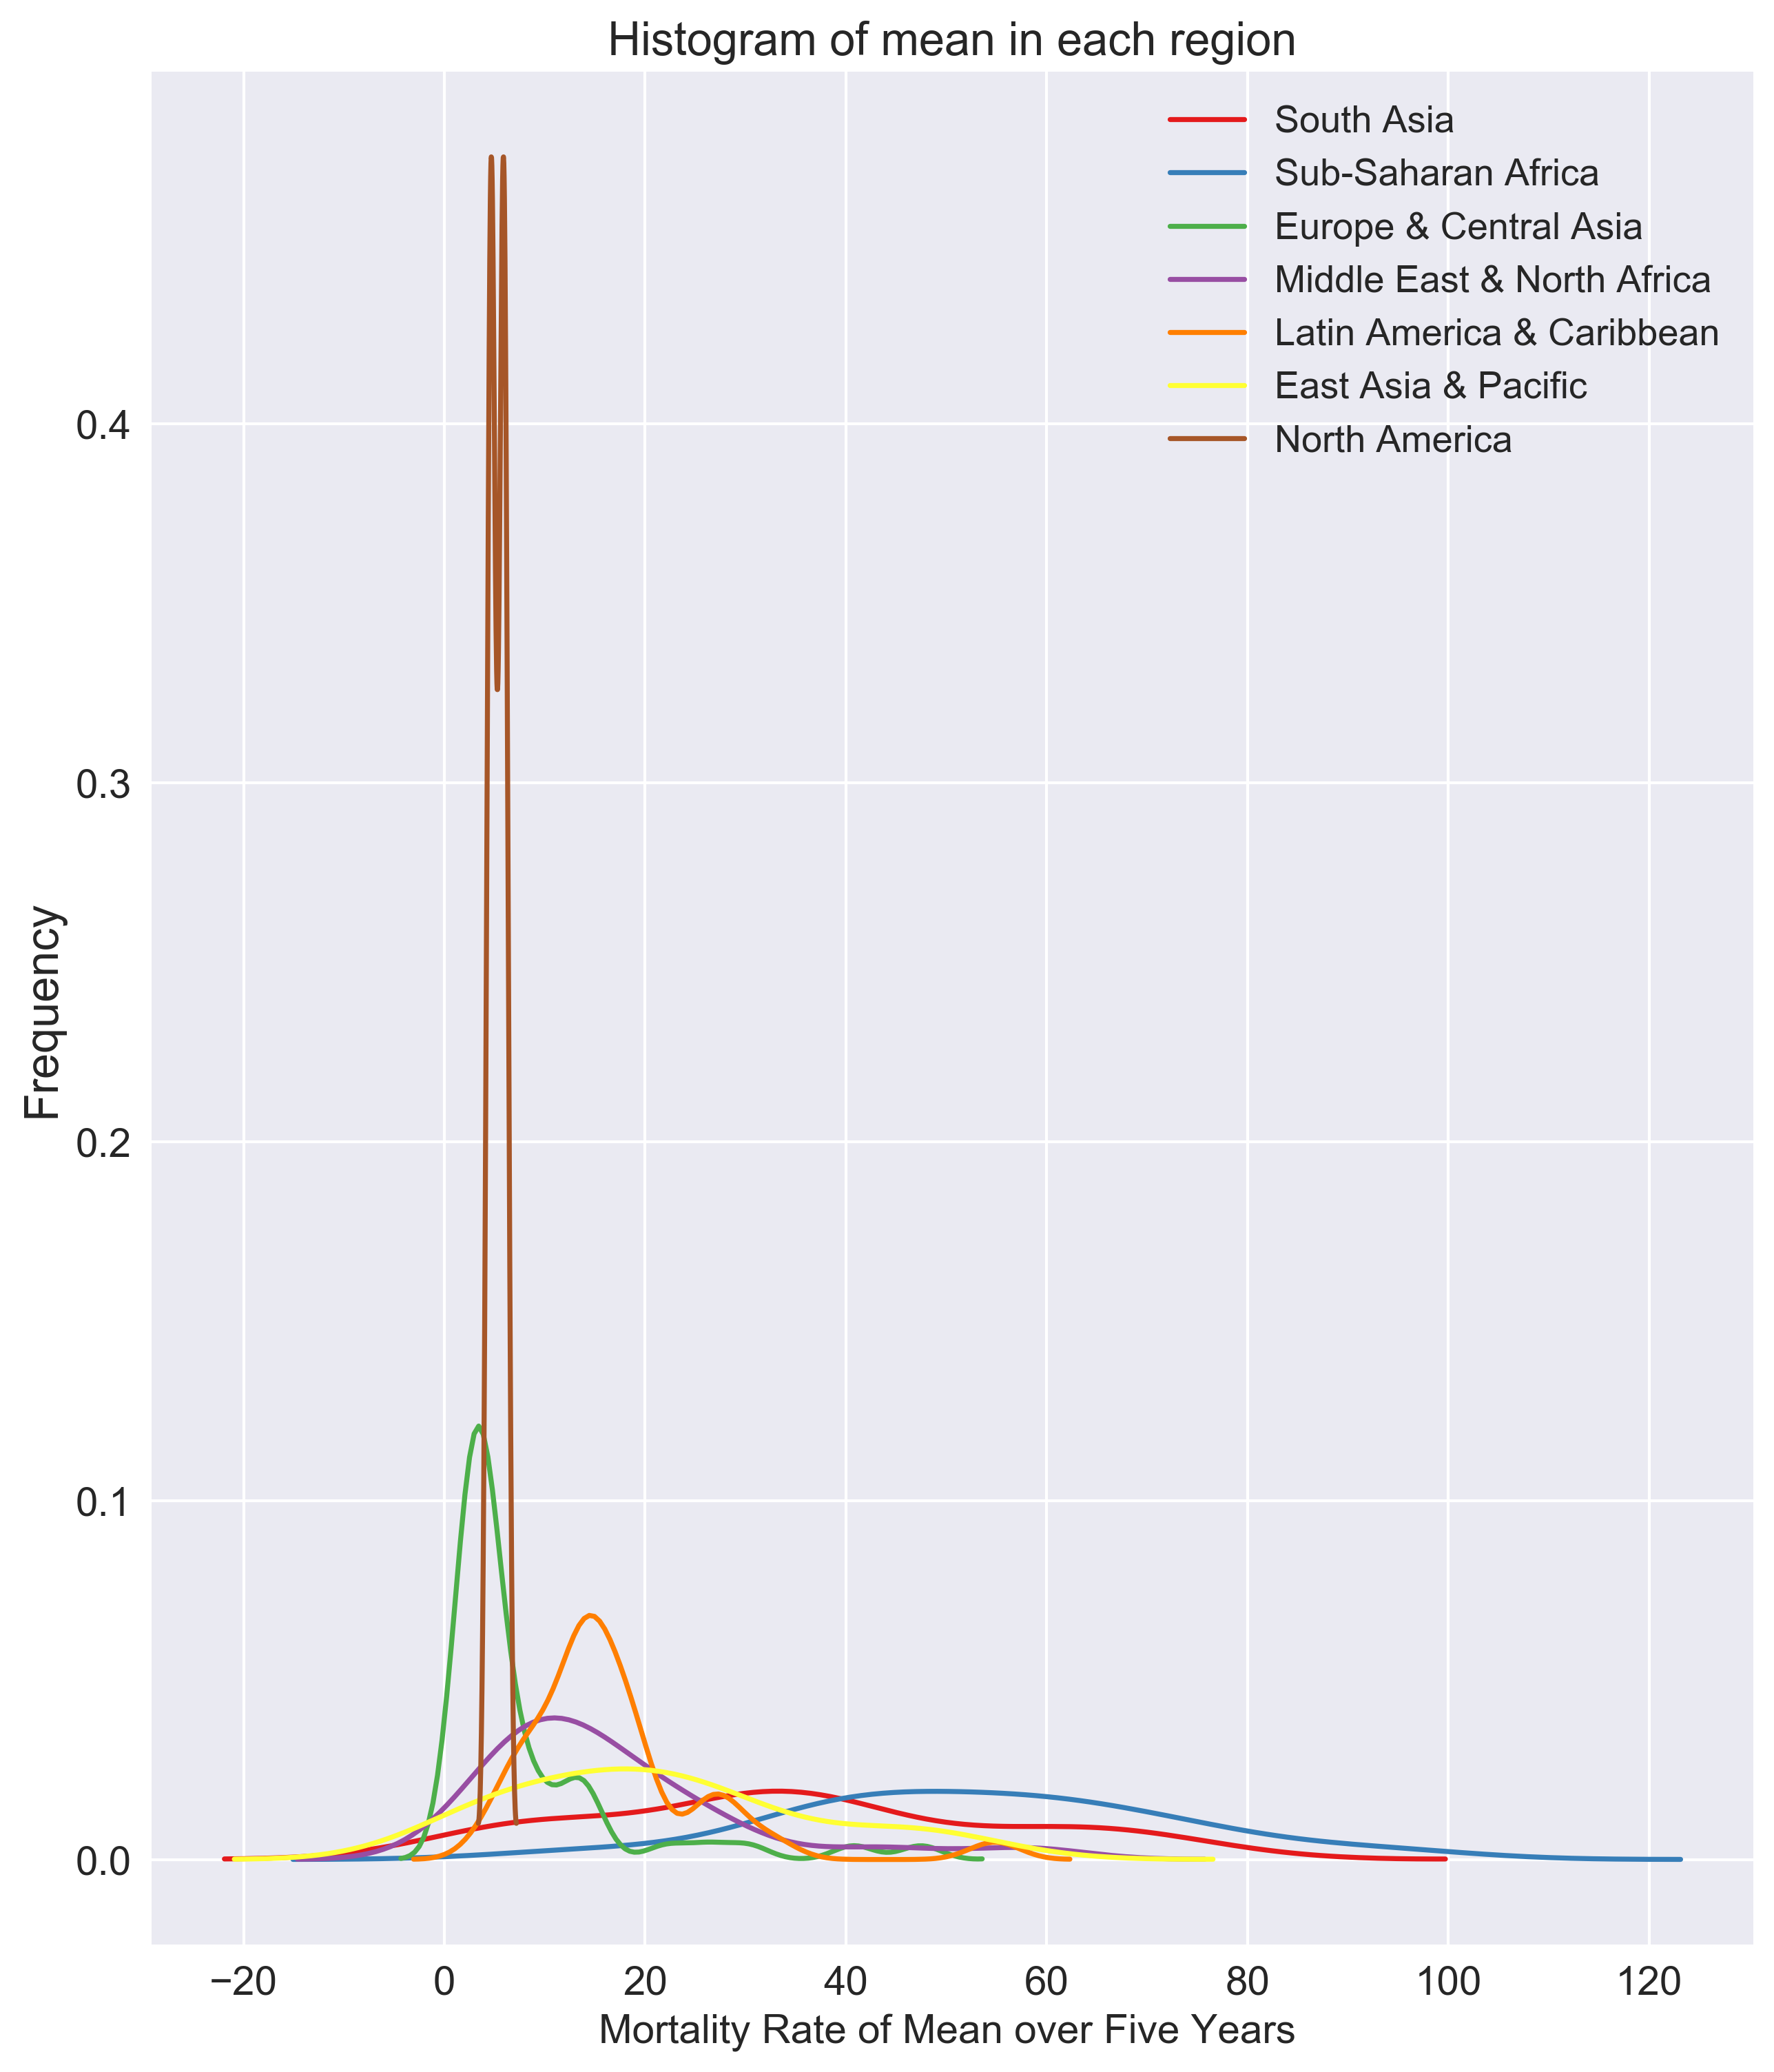 Histogram of mean in each region
South Asia
Sub-Saharan Africa
Europe & Central Asia
Middle East & North Africa
Latin America & Caribbean
East Asia & Pacific
North America
Frequency
0.4
0.3
0.2
0.1
0.0
−20 0 20 40 60 80 100 120
Mortality Rate of Mean over Five Years